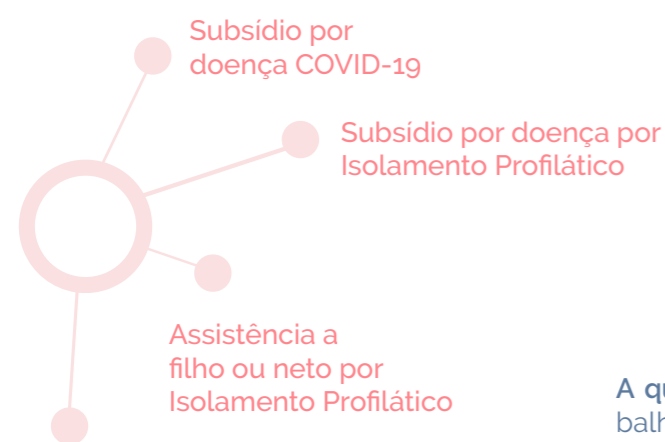 Subsídio por
doença COVID-19
Subsídio por doença por
Isolamento Profilático
Assistência a
filho ou neto por
Isolamento Profilático
A